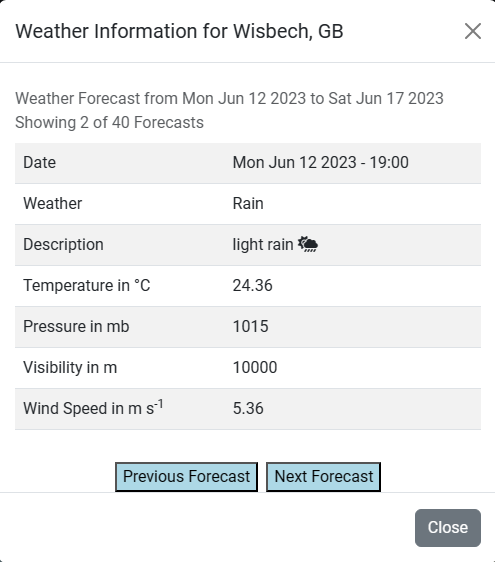 Weather Information for Wisbech, GB
Weather Forecast from Mon Jun 12 2023 to Sat Jun 17 2023
Showing 2 of 40 Forecasts
Date Mon Jun 12 2023 - 19:00
Weather Rain
Description light rain
Temperature in °C 24.36
Pressure in mb 1015
Visibility in m 10000
Wind Speed in m s⁻¹ 5.36
Previous Forecast Next Forecast
Close